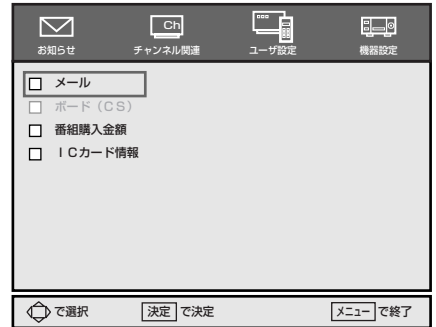 Ch
お知らせ チャンネル関連 ユーザ設定 機器設定
メール
ボード（CS）
番組購入金額
ＩＣカード情報
で選択 決定 で決定 メニュー で終了